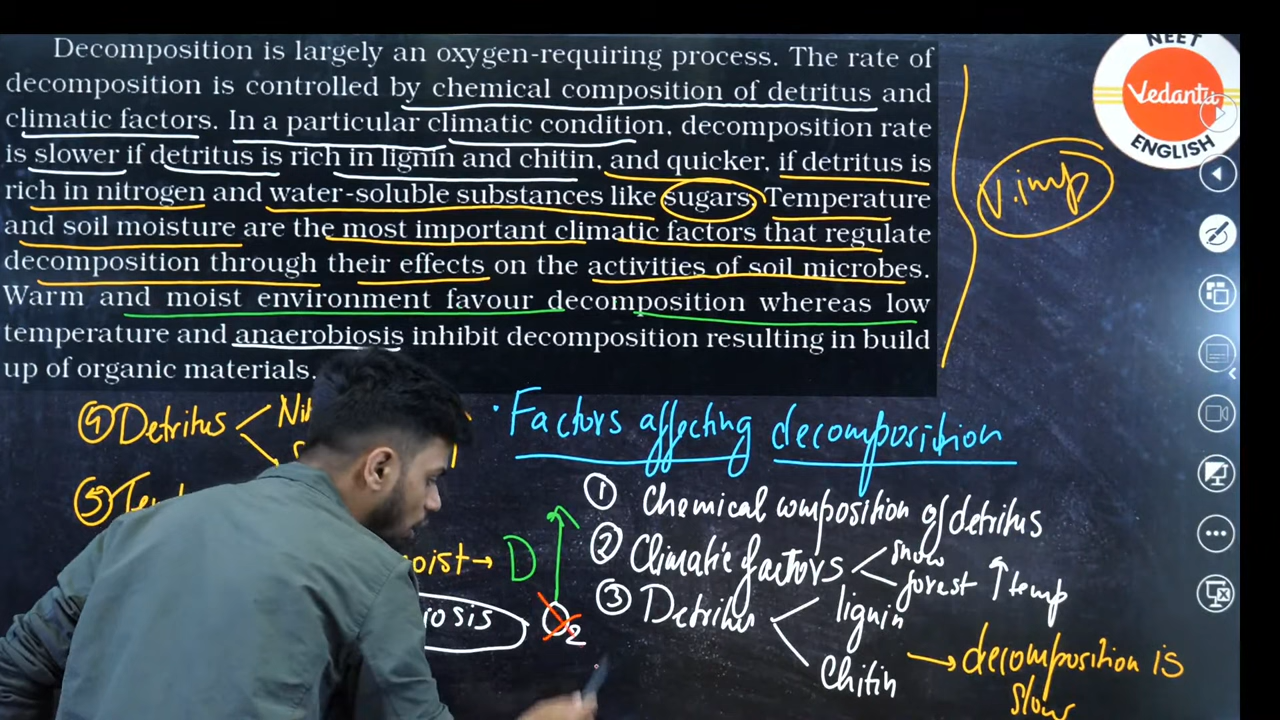 Decomposition is largely an oxygen-requiring process. The rate of
decomposition is controlled by chemical composition of detritus and
climatic factors. In a particular climatic condition, decomposition rate
is slower if detritus is rich in lignin and chitin, and quicker, if detritus is
rich in nitrogen and water-soluble substances like sugars. Temperature
and soil moisture are the most important climatic factors that regulate
decomposition through their effects on the activities of soil microbes.
Warm and moist environment favour decomposition whereas low
temperature and anaerobiosis inhibit decomposition resulting in build
up of organic materials.
NEET
Vedantu
ENGLISH
V.imp
④ Detritus
⑤
D
O2
Factors affecting decomposition
① Chemical composition of detritus
② Climatic factors
snow
forest ↑ temp
③ Detritus
lignin
Chitin → decomposition is
slow